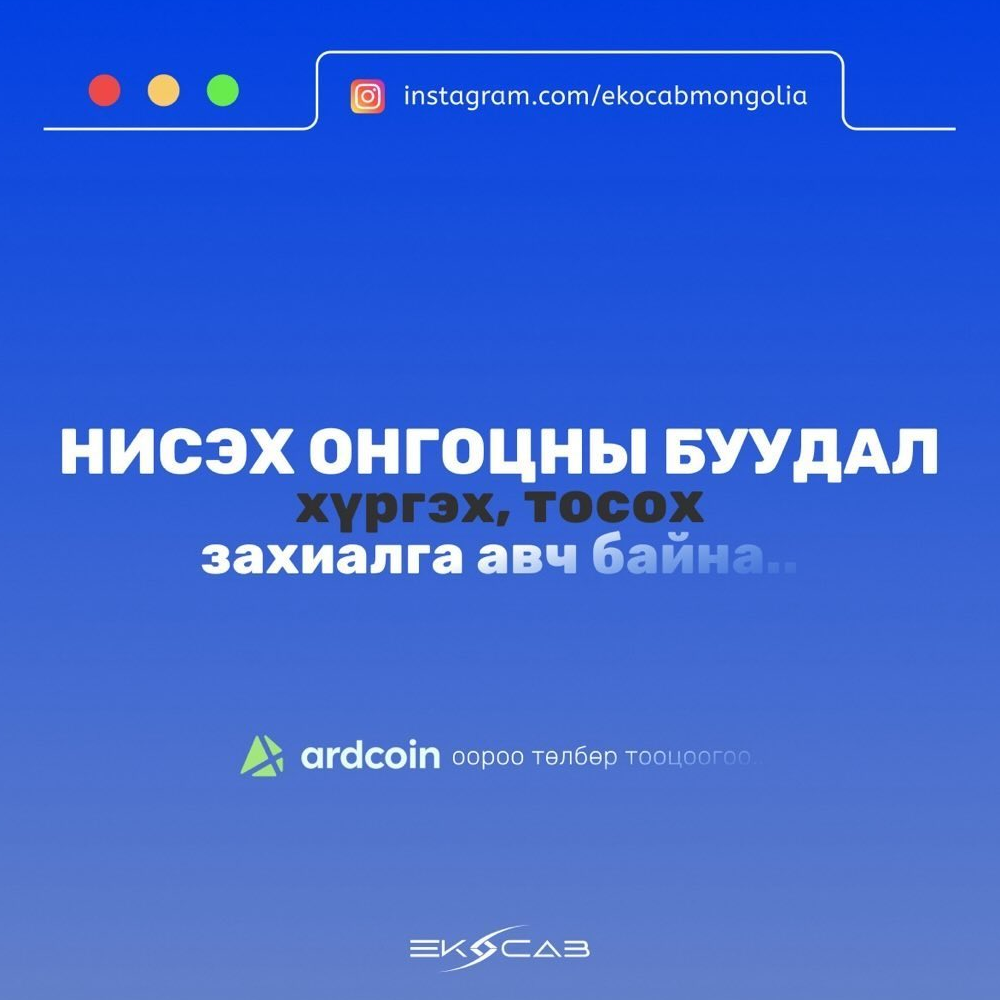 instagram.com/ekocabmongolia
НИСЭХ ОНГОЦНЫ БУУДАЛ
хүргэх, тосох
захиалга авч байна..
ardcoin оороо төлбөр тооцоогоо..
EKOCAB